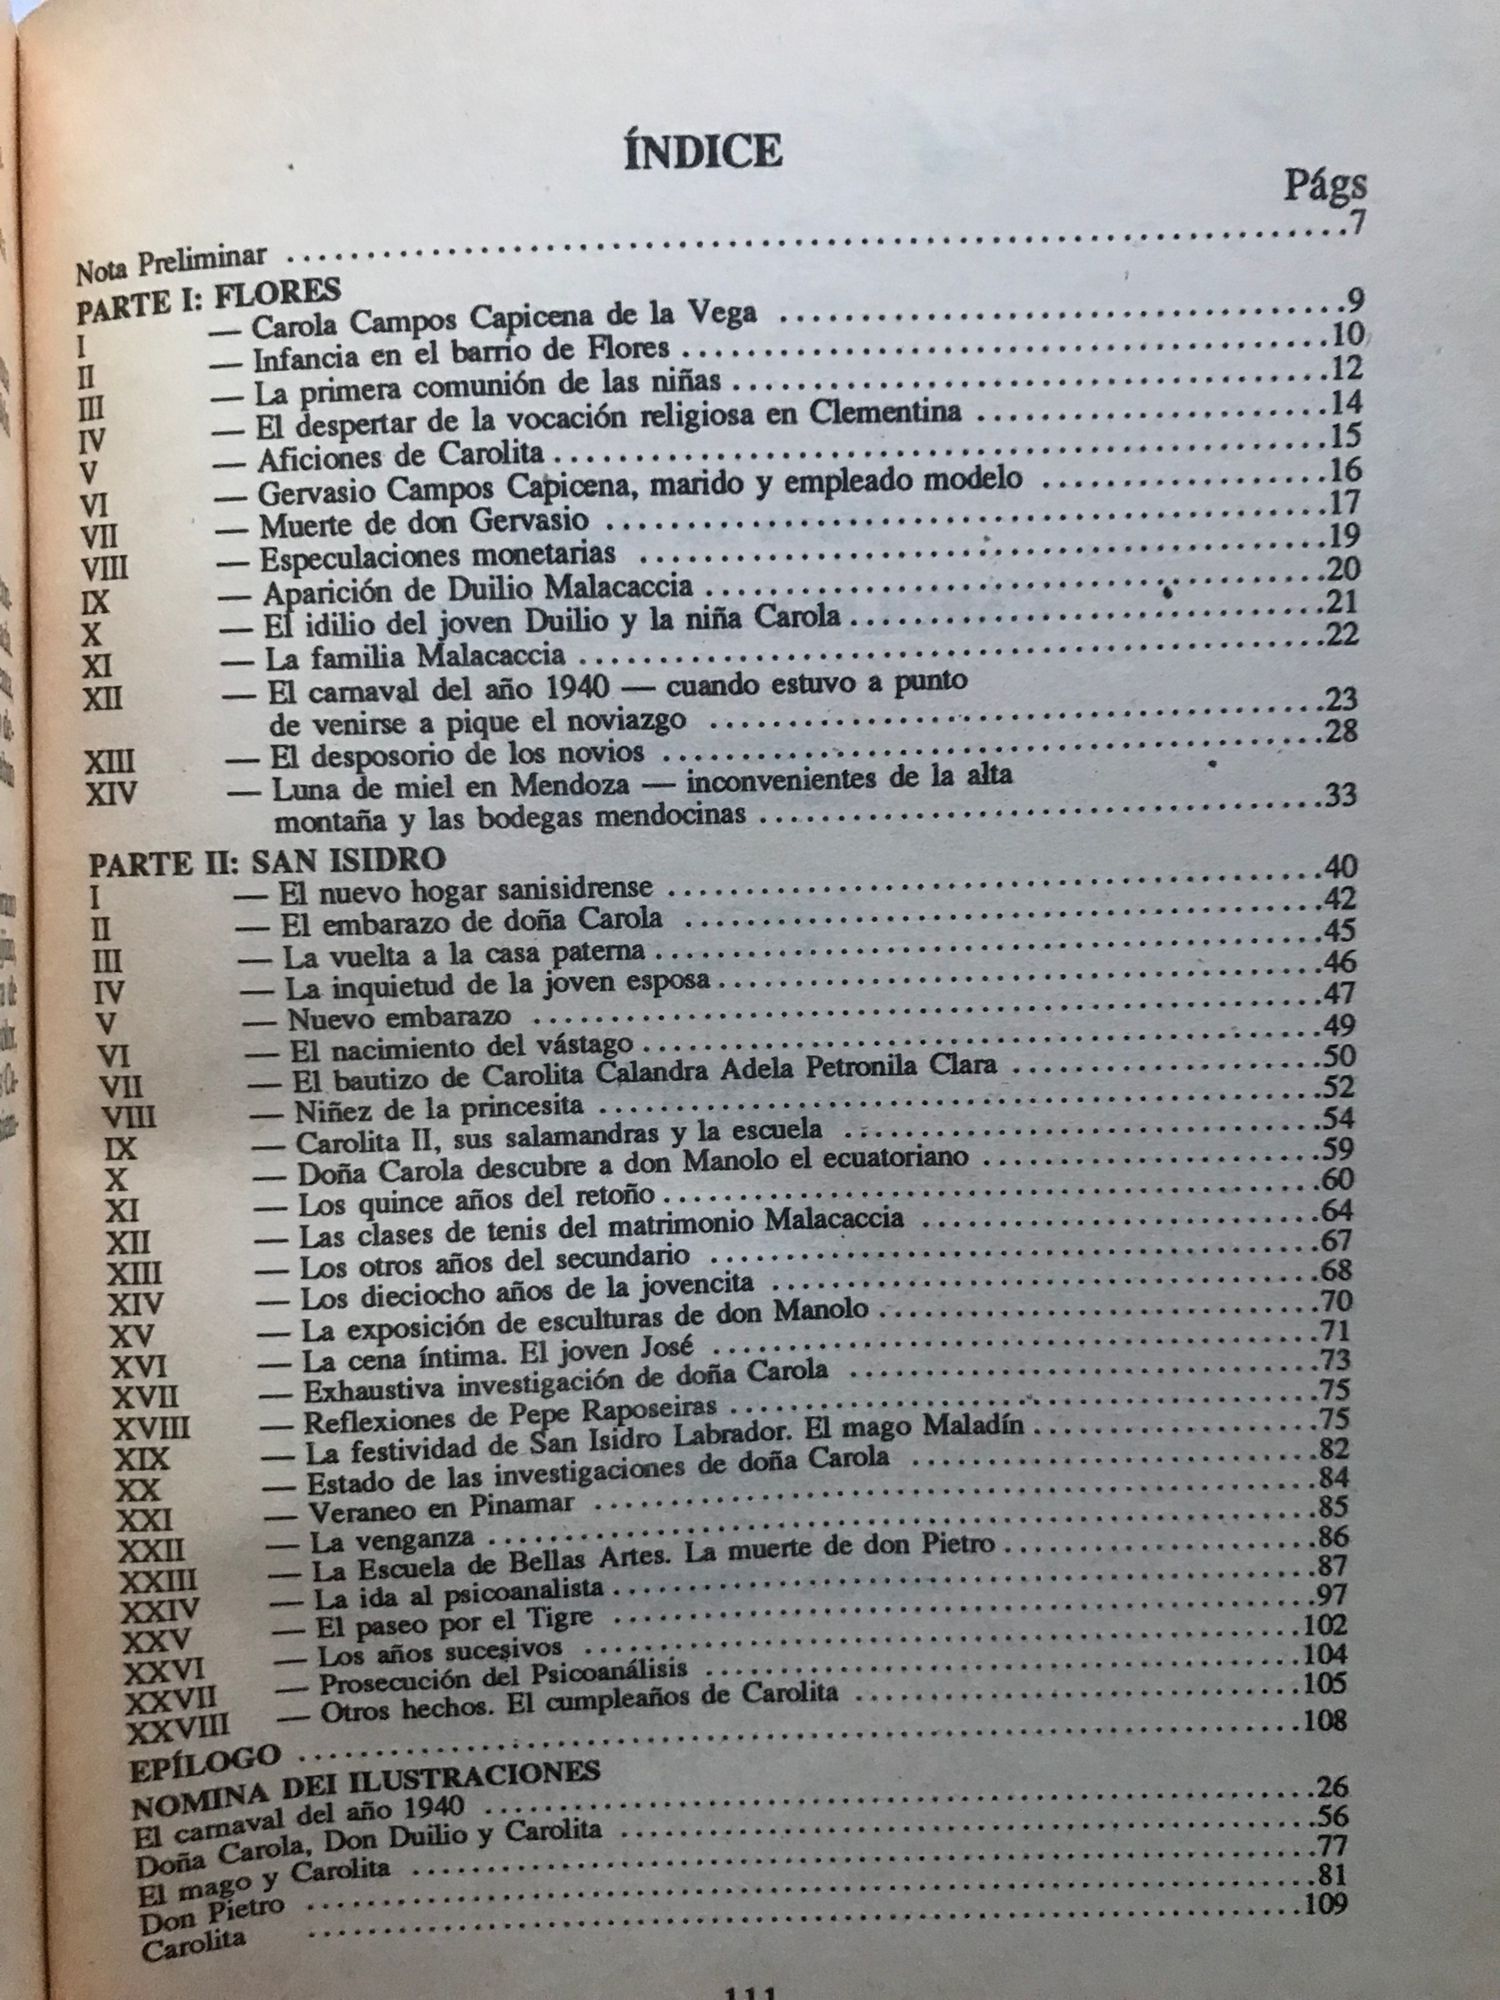 ÍNDICE
Págs
Nota Preliminar ........ 7
PARTE I: FLORES
I — Carola Campos Capicena de la Vega ........ 9
II — Infancia en el barrio de Flores ........ 10
III — La primera comunión de las niñas ........ 12
IV — El despertar de la vocación religiosa en Clementina ........ 14
V — Aficiones de Carolita ........ 15
VI — Gervasio Campos Capicena, marido y empleado modelo ........ 16
VII — Muerte de don Gervasio ........ 17
VIII — Especulaciones monetarias ........ 19
IX — Aparición de Duilio Malacaccia ........ 20
X — El idilio del joven Duilio y la niña Carola ........ 21
XI — La familia Malacaccia ........ 22
XII — El carnaval del año 1940 — cuando estuvo a punto
de venirse a pique el noviazgo ........ 23
XIII — El desposorio de los novios ........ 28
XIV — Luna de miel en Mendoza — inconvenientes de la alta
montaña y las bodegas mendocinas ........ 33
PARTE II: SAN ISIDRO
I — El nuevo hogar sanisidrense ........ 40
II — El embarazo de doña Carola ........ 42
III — La vuelta a la casa paterna ........ 45
IV — La inquietud de la joven esposa ........ 46
V — Nuevo embarazo ........ 47
VI — El nacimiento del vástago ........ 49
VII — El bautizo de Carolita Calandra Adela Petronila Clara ........ 50
VIII — Niñez de la princesita ........ 52
IX — Carolita II, sus salamandras y la escuela ........ 54
X — Doña Carola descubre a don Manolo el ecuatoriano ........ 59
XI — Los quince años del retoño ........ 60
XII — Las clases de tenis del matrimonio Malacaccia ........ 64
XIII — Los otros años del secundario ........ 67
XIV — Los dieciocho años de la jovencita ........ 68
XV — La exposición de esculturas de don Manolo ........ 70
XVI — La cena íntima. El joven José ........ 71
XVII — Exhaustiva investigación de doña Carola ........ 73
XVIII — Reflexiones de Pepe Raposeiras ........ 75
XIX — La festividad de San Isidro Labrador. El mago Maladín ........ 75
XX — Estado de las investigaciones de doña Carola ........ 82
XXI — Veraneo en Pinamar ........ 84
XXII — La venganza ........ 85
XXIII — La Escuela de Bellas Artes. La muerte de don Pietro ........ 86
XXIV — La ida al psicoanalista ........ 87
XXV — El paseo por el Tigre ........ 97
XXVI — Los años sucesivos ........ 102
XXVII — Prosecución del Psicoanálisis ........ 104
XXVIII — Otros hechos. El cumpleaños de Carolita ........ 105
EPÍLOGO ........ 108
NOMINA DEI ILUSTRACIONES
El carnaval del año 1940 ........ 26
Doña Carola, Don Duilio y Carolita ........ 56
El mago y Carolita ........ 77
Don Pietro ........ 81
Carolita ........ 109
111